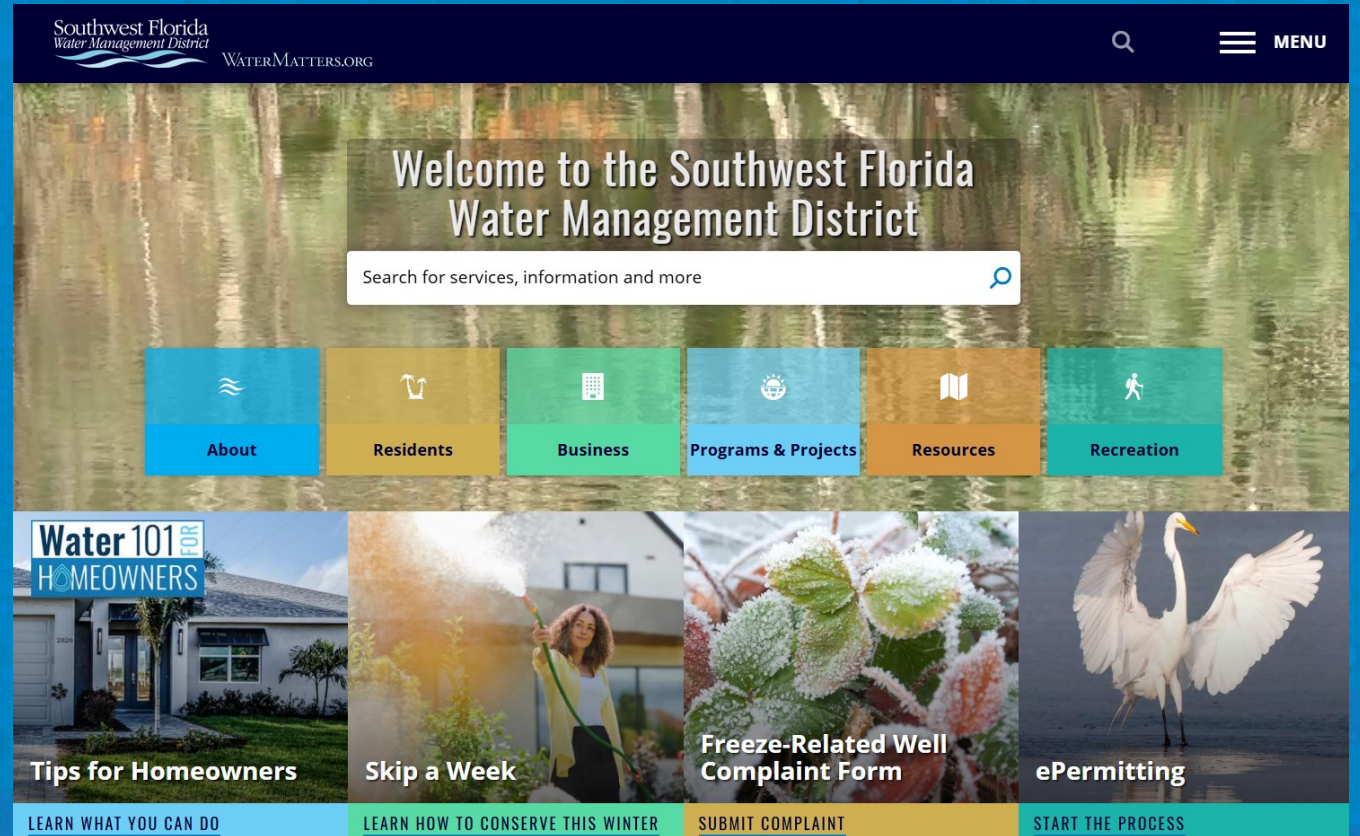 Southwest Florida
Water Management District
WATERMATTERS.ORG
MENU
Welcome to the Southwest Florida
Water Management District
Search for services, information and more
About
Residents
Business
Programs & Projects
Resources
Recreation
Water 101 FOR
HOMEOWNERS
2020
Tips for Homeowners
Skip a Week
Freeze-Related Well
Complaint Form
ePermitting
LEARN WHAT YOU CAN DO
LEARN HOW TO CONSERVE THIS WINTER
SUBMIT COMPLAINT
START THE PROCESS